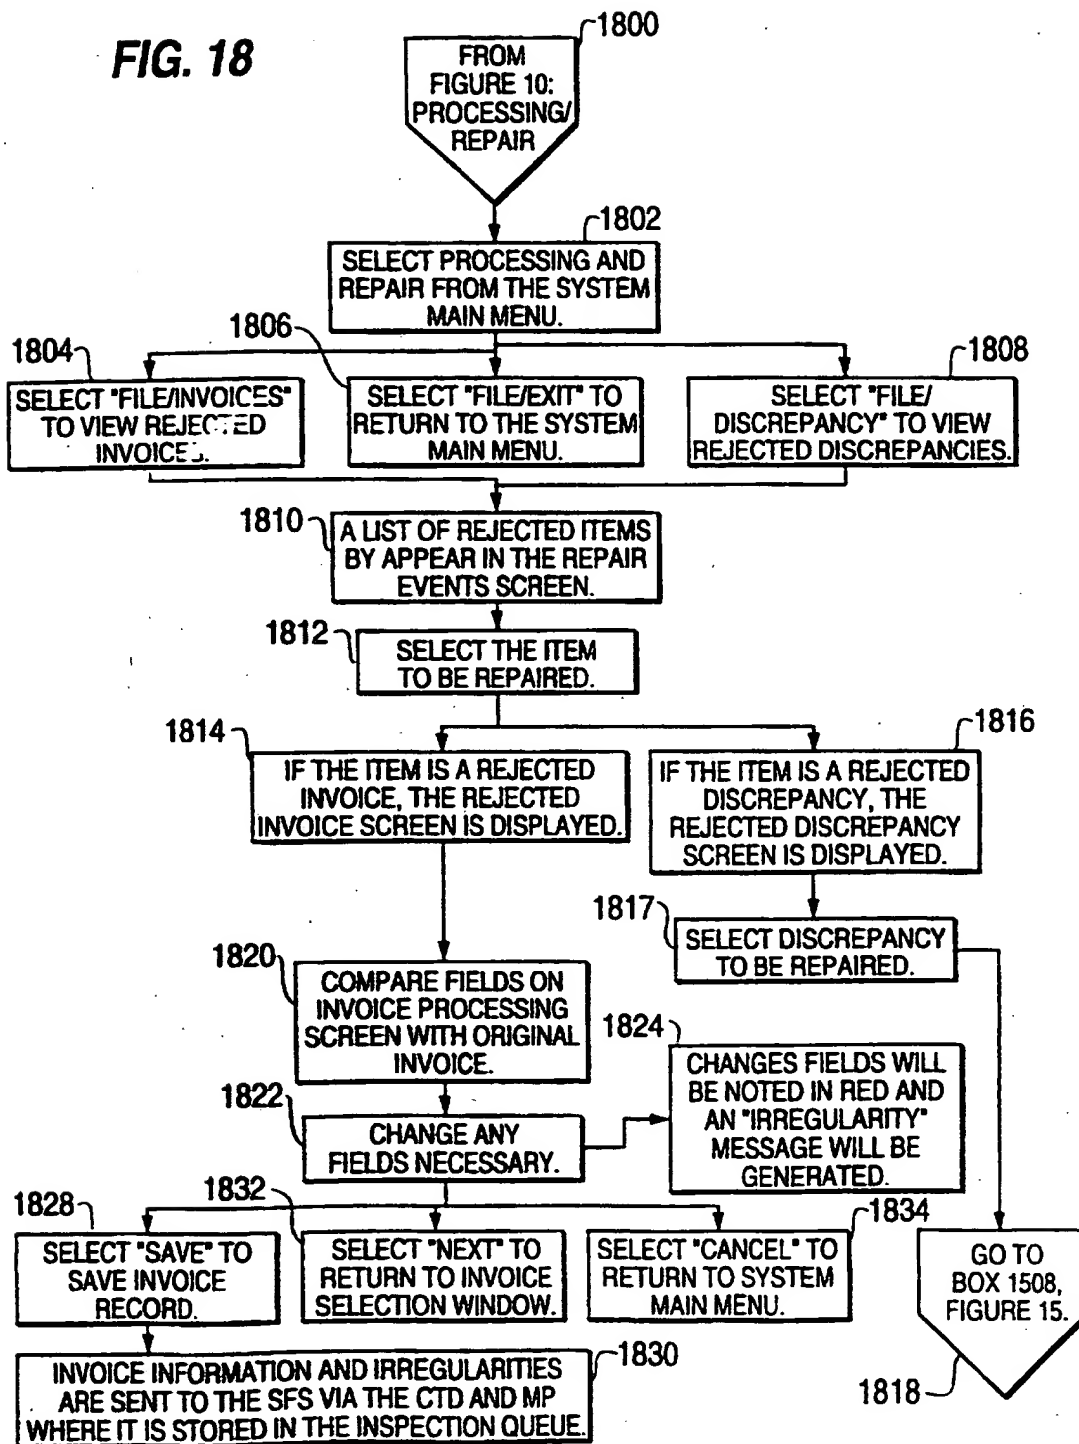 FIG. 18
1800
FROM
FIGURE 10:
PROCESSING/
REPAIR
1802
SELECT PROCESSING AND
REPAIR FROM THE SYSTEM
MAIN MENU.
1804
SELECT "FILE/INVOICES"
TO VIEW REJECTED
INVOICES.
1806
SELECT "FILE/EXIT" TO
RETURN TO THE SYSTEM
MAIN MENU.
1808
SELECT "FILE/
DISCREPANCY" TO VIEW
REJECTED DISCREPANCIES.
1810
A LIST OF REJECTED ITEMS
BY APPEAR IN THE REPAIR
EVENTS SCREEN.
1812
SELECT THE ITEM
TO BE REPAIRED.
1814
IF THE ITEM IS A REJECTED
INVOICE, THE REJECTED
INVOICE SCREEN IS DISPLAYED.
1816
IF THE ITEM IS A REJECTED
DISCREPANCY, THE
REJECTED DISCREPANCY
SCREEN IS DISPLAYED.
1817
SELECT DISCREPANCY
TO BE REPAIRED.
1820
COMPARE FIELDS ON
INVOICE PROCESSING
SCREEN WITH ORIGINAL
INVOICE.
1822
CHANGE ANY
FIELDS NECESSARY.
1824
CHANGES FIELDS WILL
BE NOTED IN RED AND
AN "IRREGULARITY"
MESSAGE WILL BE
GENERATED.
1828
SELECT "SAVE" TO
SAVE INVOICE
RECORD.
1832
SELECT "NEXT" TO
RETURN TO INVOICE
SELECTION WINDOW.
1834
SELECT "CANCEL" TO
RETURN TO SYSTEM
MAIN MENU.
GO TO
BOX 1508,
FIGURE 15.
1818
1830
INVOICE INFORMATION AND IRREGULARITIES
ARE SENT TO THE SFS VIA THE CTD AND MP
WHERE IT IS STORED IN THE INSPECTION QUEUE.